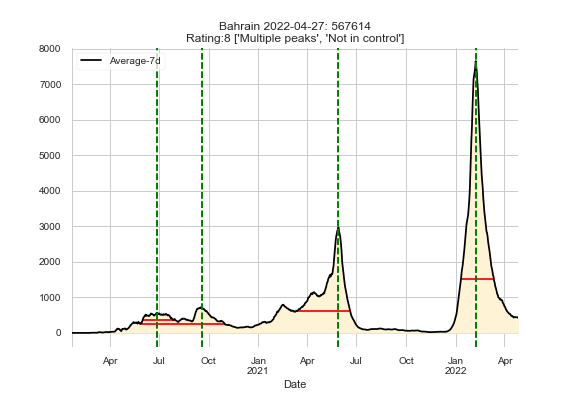 Bahrain 2022-04-27: 567614
Rating:8 ['Multiple peaks', 'Not in control']
Average-7d
8000
7000
6000
5000
4000
3000
2000
1000
0
Apr Jul Oct Jan Apr Jul Oct Jan Apr
2021 2022
Date